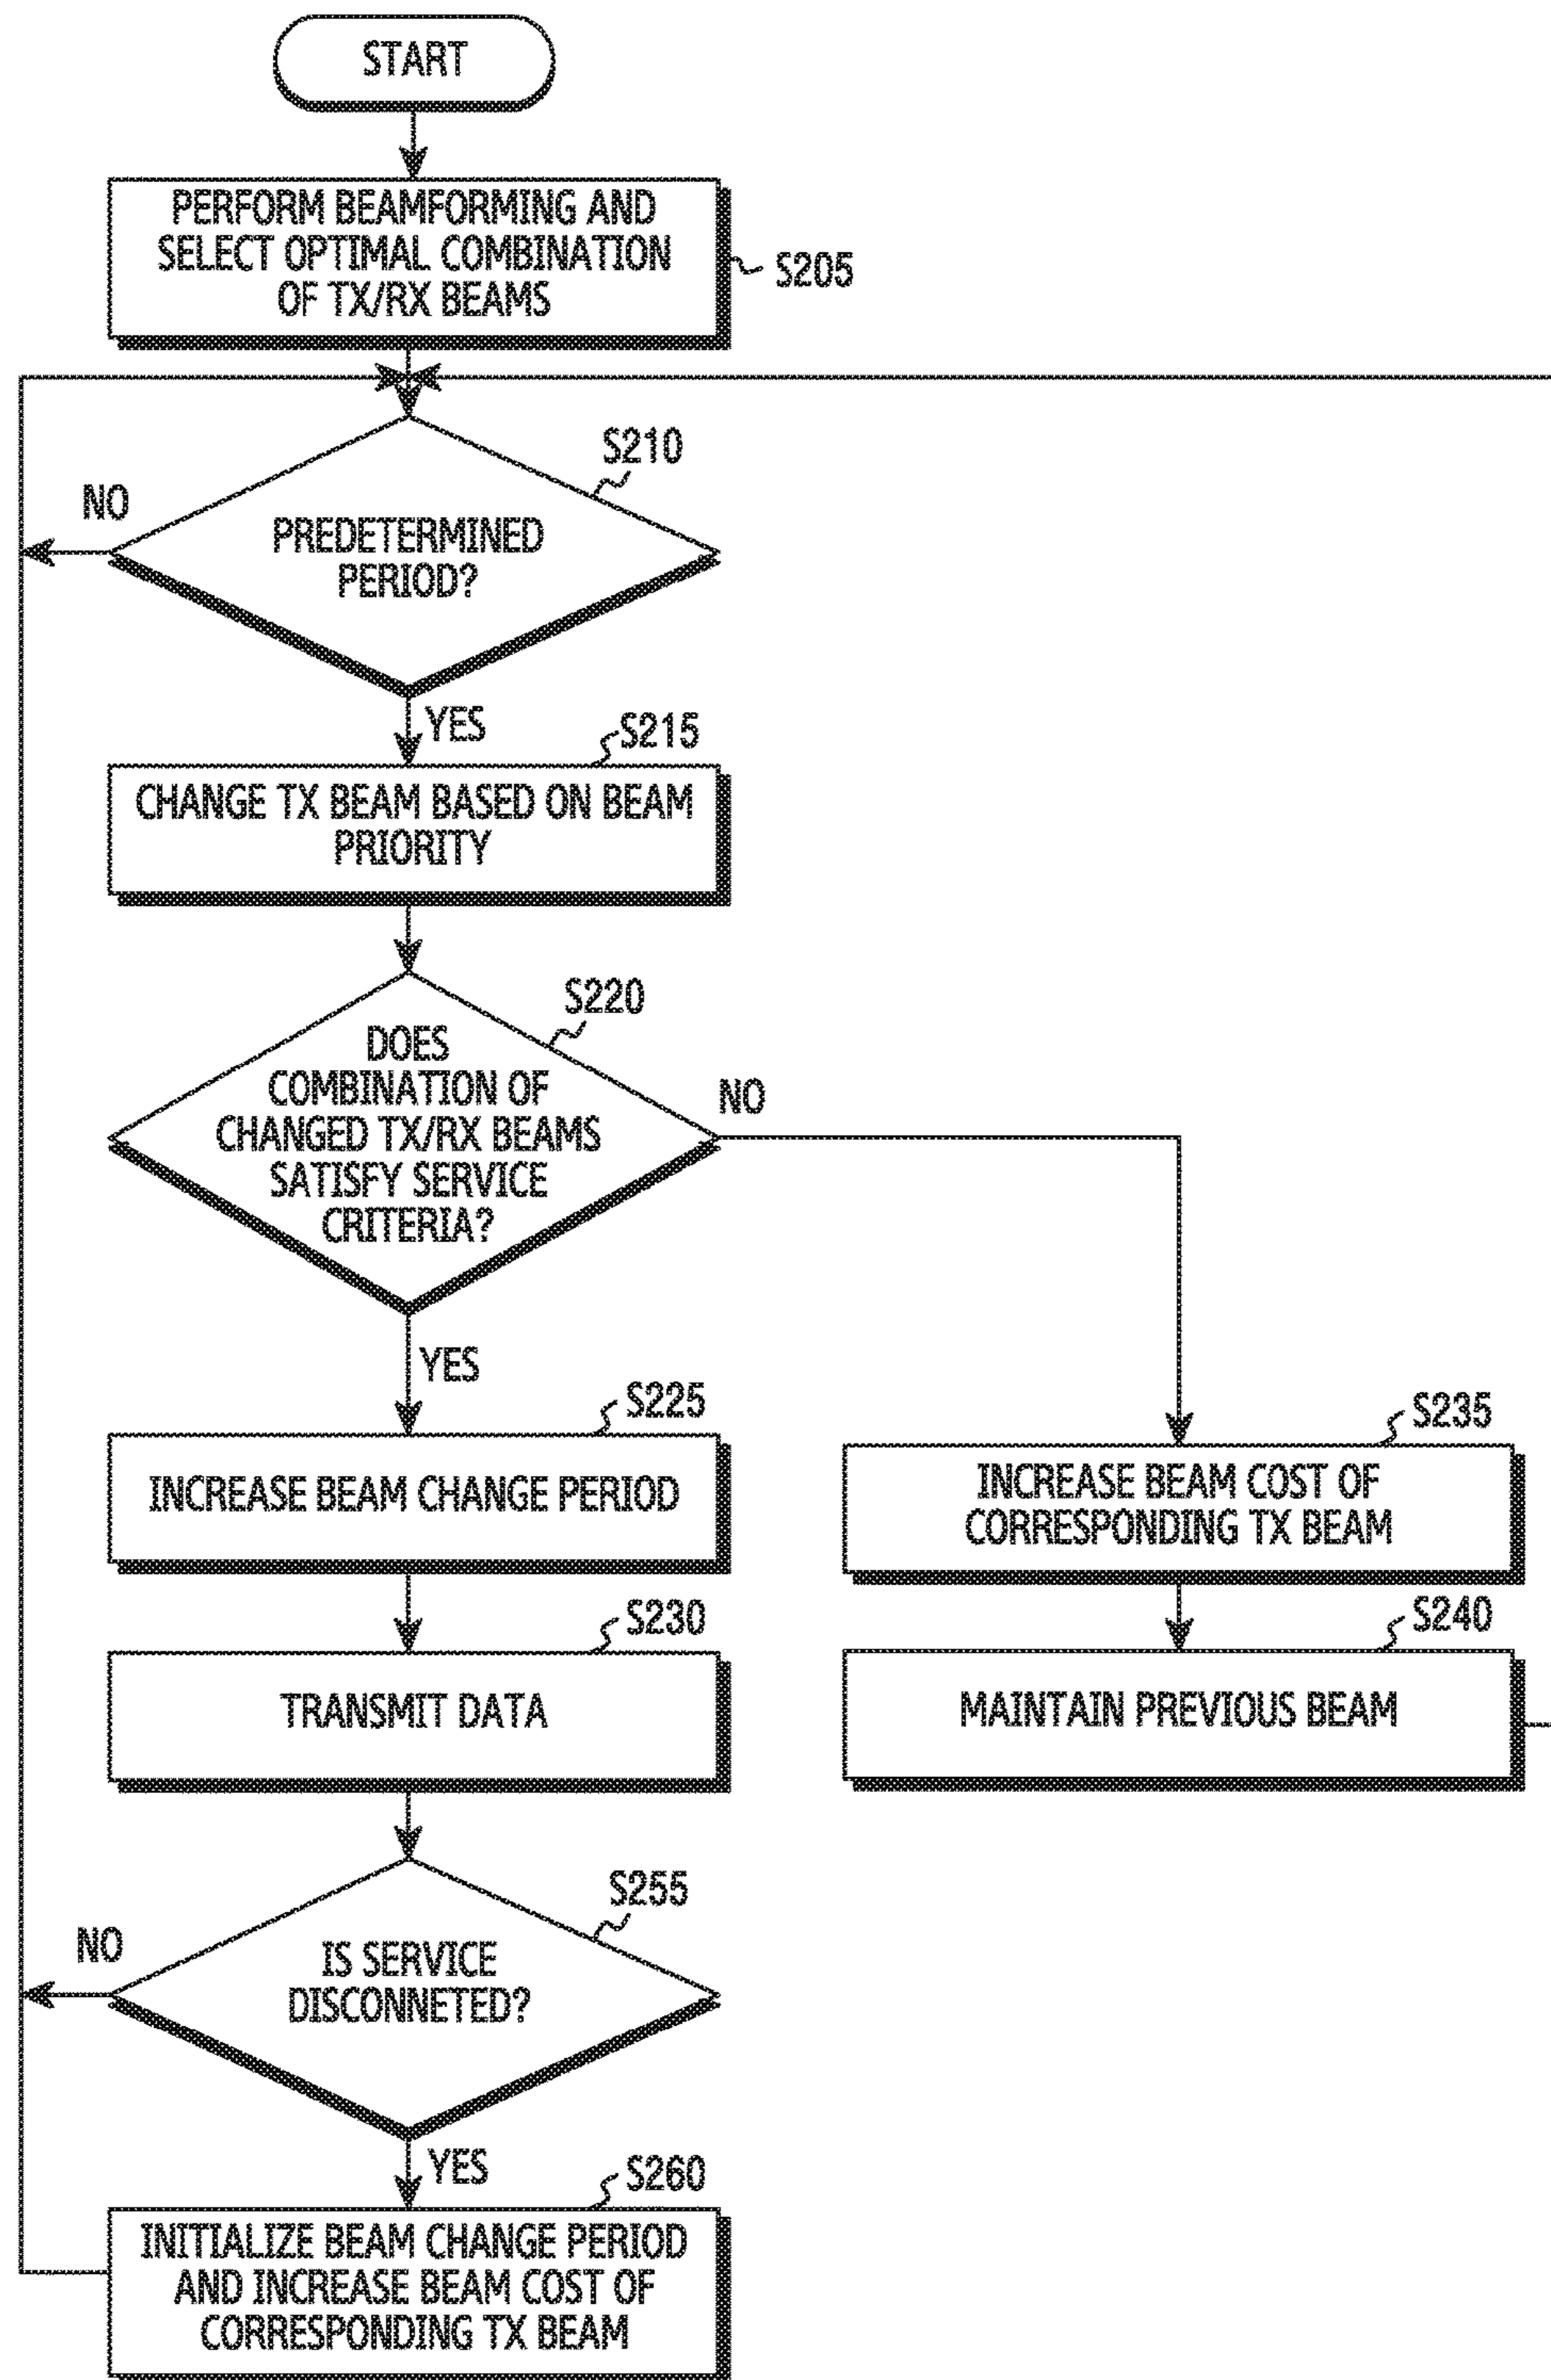 START
PERFORM BEAMFORMING AND
SELECT OPTIMAL COMBINATION
OF TX/RX BEAMS
S205
S210
NO
PREDETERMINED
PERIOD?
YES
S215
CHANGE TX BEAM BASED ON BEAM
PRIORITY
S220
DOES
COMBINATION OF
CHANGED TX/RX BEAMS
SATISFY SERVICE
CRITERIA?
NO
YES
S225
INCREASE BEAM CHANGE PERIOD
S235
INCREASE BEAM COST OF
CORRESPONDING TX BEAM
S230
TRANSMIT DATA
S240
MAINTAIN PREVIOUS BEAM
S255
NO
IS SERVICE
DISCONNETED?
YES
S260
INITIALIZE BEAM CHANGE PERIOD
AND INCREASE BEAM COST OF
CORRESPONDING TX BEAM